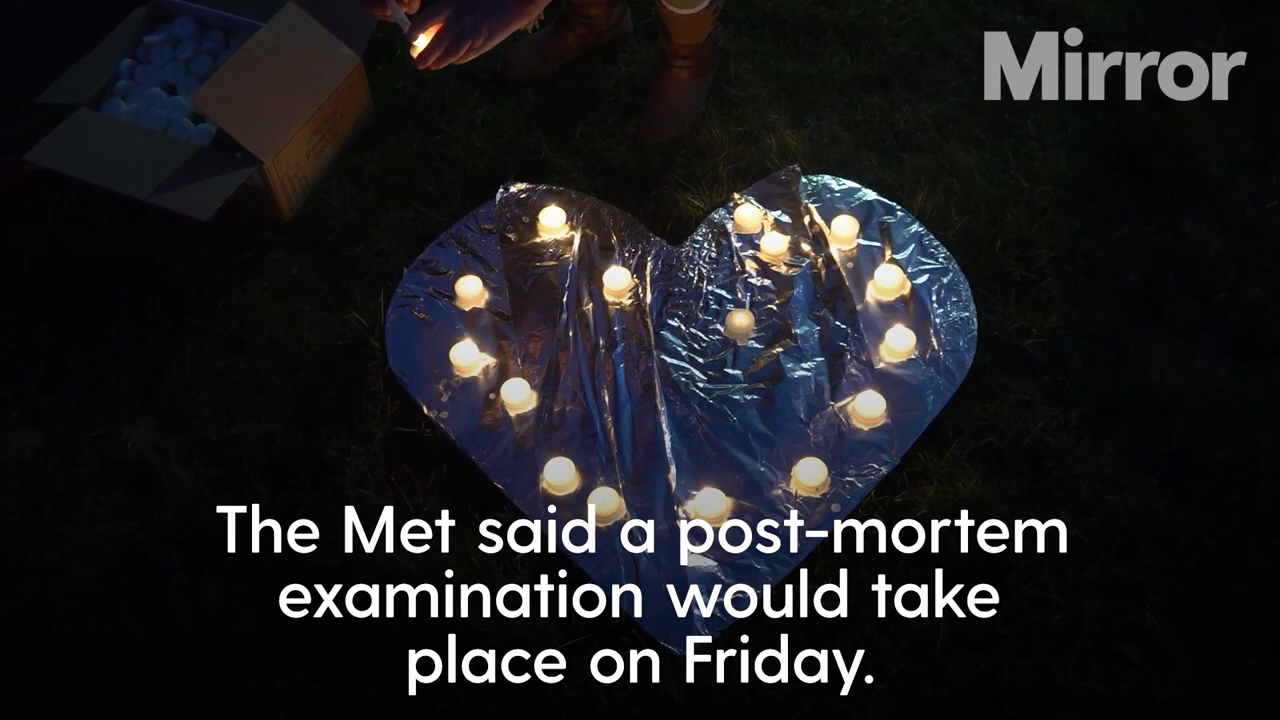 Mirror
The Met said a post-mortem
examination would take
place on Friday.